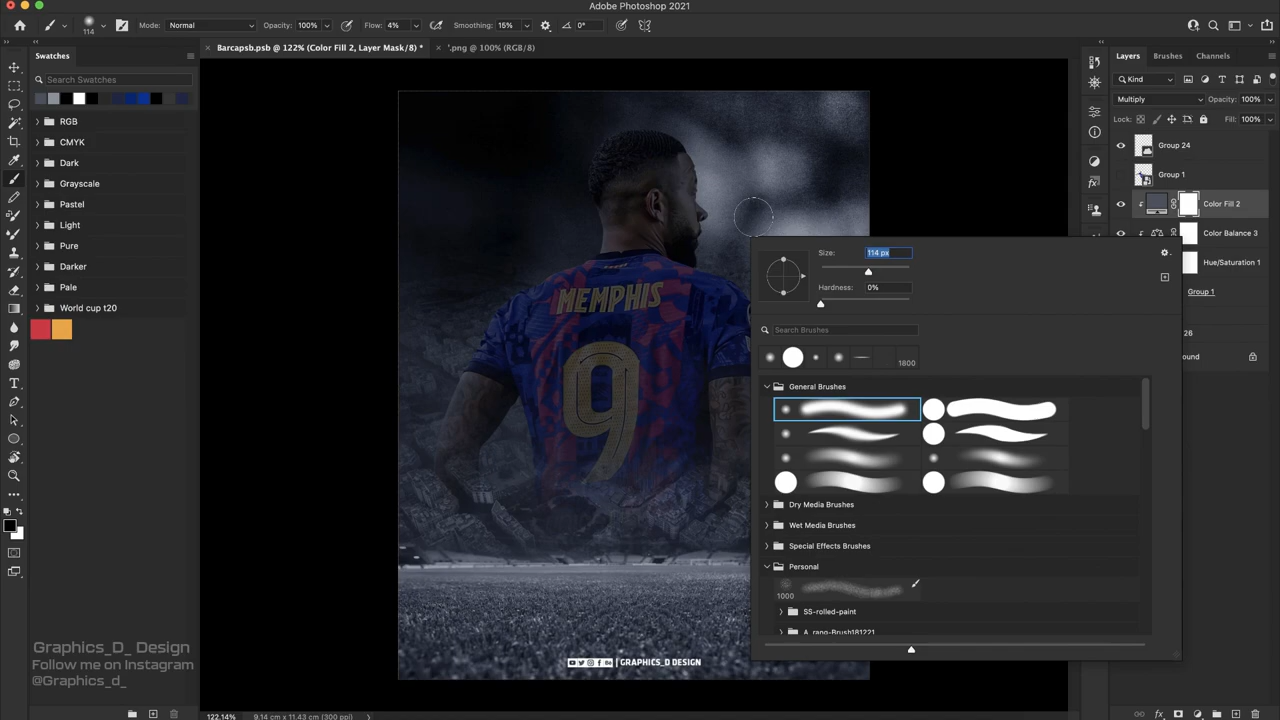 Adobe Photoshop 2021
114
Mode:
Normal
Opacity:
100%
Flow:
4%
Smoothing:
15%
0°
Swatches
Barcapsb.psb @ 122% (Color Fill 2, Layer Mask/8) *
'.png @ 100% (RGB/8)
Layers
Brushes
Channels
Search Swatches
Kind
Multiply
Opacity:
100%
Lock:
Fill:
100%
RGB
CMYK
Dark
Grayscale
Pastel
Light
Pure
Darker
Pale
World cup t20
Group 24
Group 1
Color Fill 2
Color Balance 3
Hue/Saturation 1
Group 1
26
ound
MEMPHIS
9
Size:
114 px
Hardness:
0%
Search Brushes
1800
General Brushes
Dry Media Brushes
Wet Media Brushes
Special Effects Brushes
Personal
1000
SS-rolled-paint
A_rang-Brush181221
| GRAPHICS_D DESIGN
Graphics_D_ Design
Follow me on Instagram
@Graphics_d_
122.14%
9.14 cm x 11.43 cm (300 ppi)